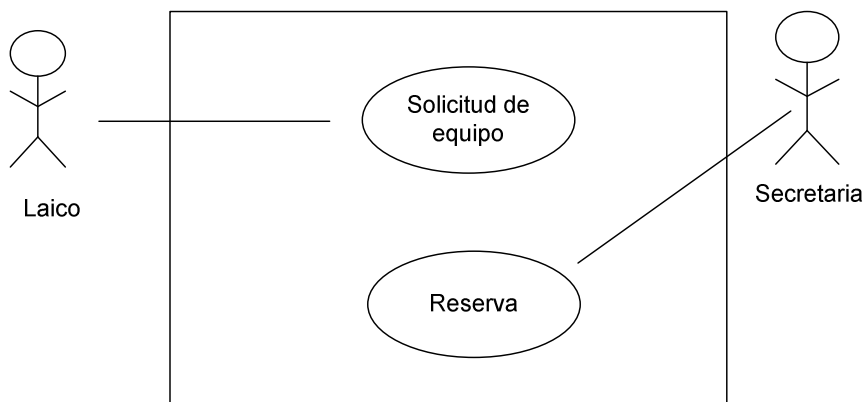 Solicitud de
equipo
Laico
Secretaria
Reserva